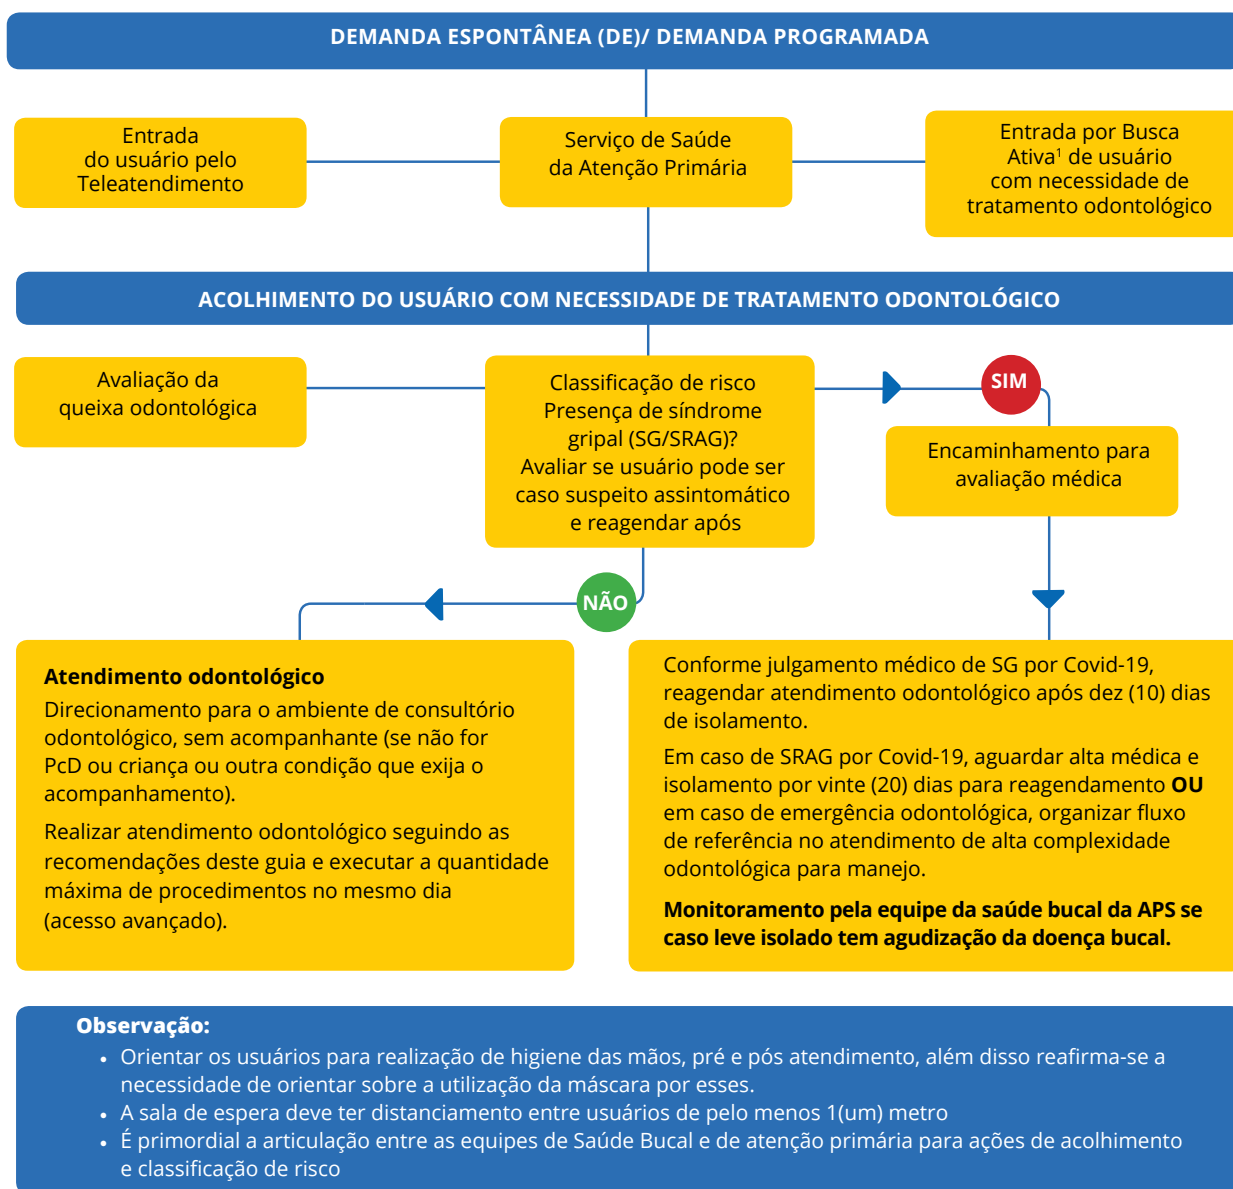 DEMANDA ESPONTÂNEA (DE)/ DEMANDA PROGRAMADA
Entrada
do usuário pelo
Teleatendimento
Serviço de Saúde
da Atenção Primária
Entrada por Busca
Ativa¹ de usuário
com necessidade de
tratamento odontológico
ACOLHIMENTO DO USUÁRIO COM NECESSIDADE DE TRATAMENTO ODONTOLÓGICO
Avaliação da
queixa odontológica
Classificação de risco
Presença de síndrome
gripal (SG/SRAG)?
Avaliar se usuário pode ser
caso suspeito assintomático
e reagendar após
SIM
Encaminhamento para
avaliação médica
NÃO
Atendimento odontológico
Direcionamento para o ambiente de consultório
odontológico, sem acompanhante (se não for
PcD ou criança ou outra condição que exija o
acompanhamento).
Realizar atendimento odontológico seguindo as
recomendações deste guia e executar a quantidade
máxima de procedimentos no mesmo dia
(acesso avançado).
Conforme julgamento médico de SG por Covid-19,
reagendar atendimento odontológico após dez (10) dias
de isolamento.
Em caso de SRAG por Covid-19, aguardar alta médica e
isolamento por vinte (20) dias para reagendamento OU
em caso de emergência odontológica, organizar fluxo
de referência no atendimento de alta complexidade
odontológica para manejo.
Monitoramento pela equipe da saúde bucal da APS se
caso leve isolado tem agudização da doença bucal.
Observação:
• Orientar os usuários para realização de higiene das mãos, pré e pós atendimento, além disso reafirma-se a
necessidade de orientar sobre a utilização da máscara por esses.
• A sala de espera deve ter distanciamento entre usuários de pelo menos 1(um) metro
• É primordial a articulação entre as equipes de Saúde Bucal e de atenção primária para ações de acolhimento
e classificação de risco